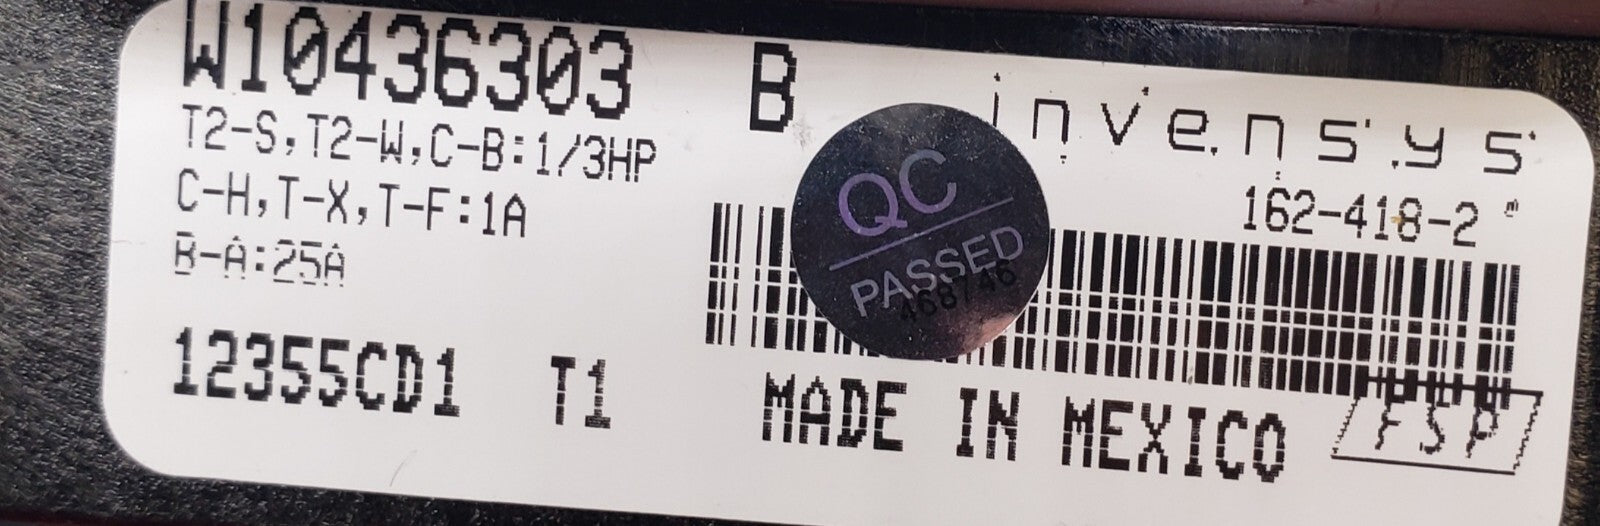 W10436303 B invensys
T2-S,T2-W,C-B:1/3HP
C-H,T-X,T-F:1A
B-A:25A
162-418-2
QC
PASSED
468746
12355CD1 T1
MADE IN MEXICO
FSP